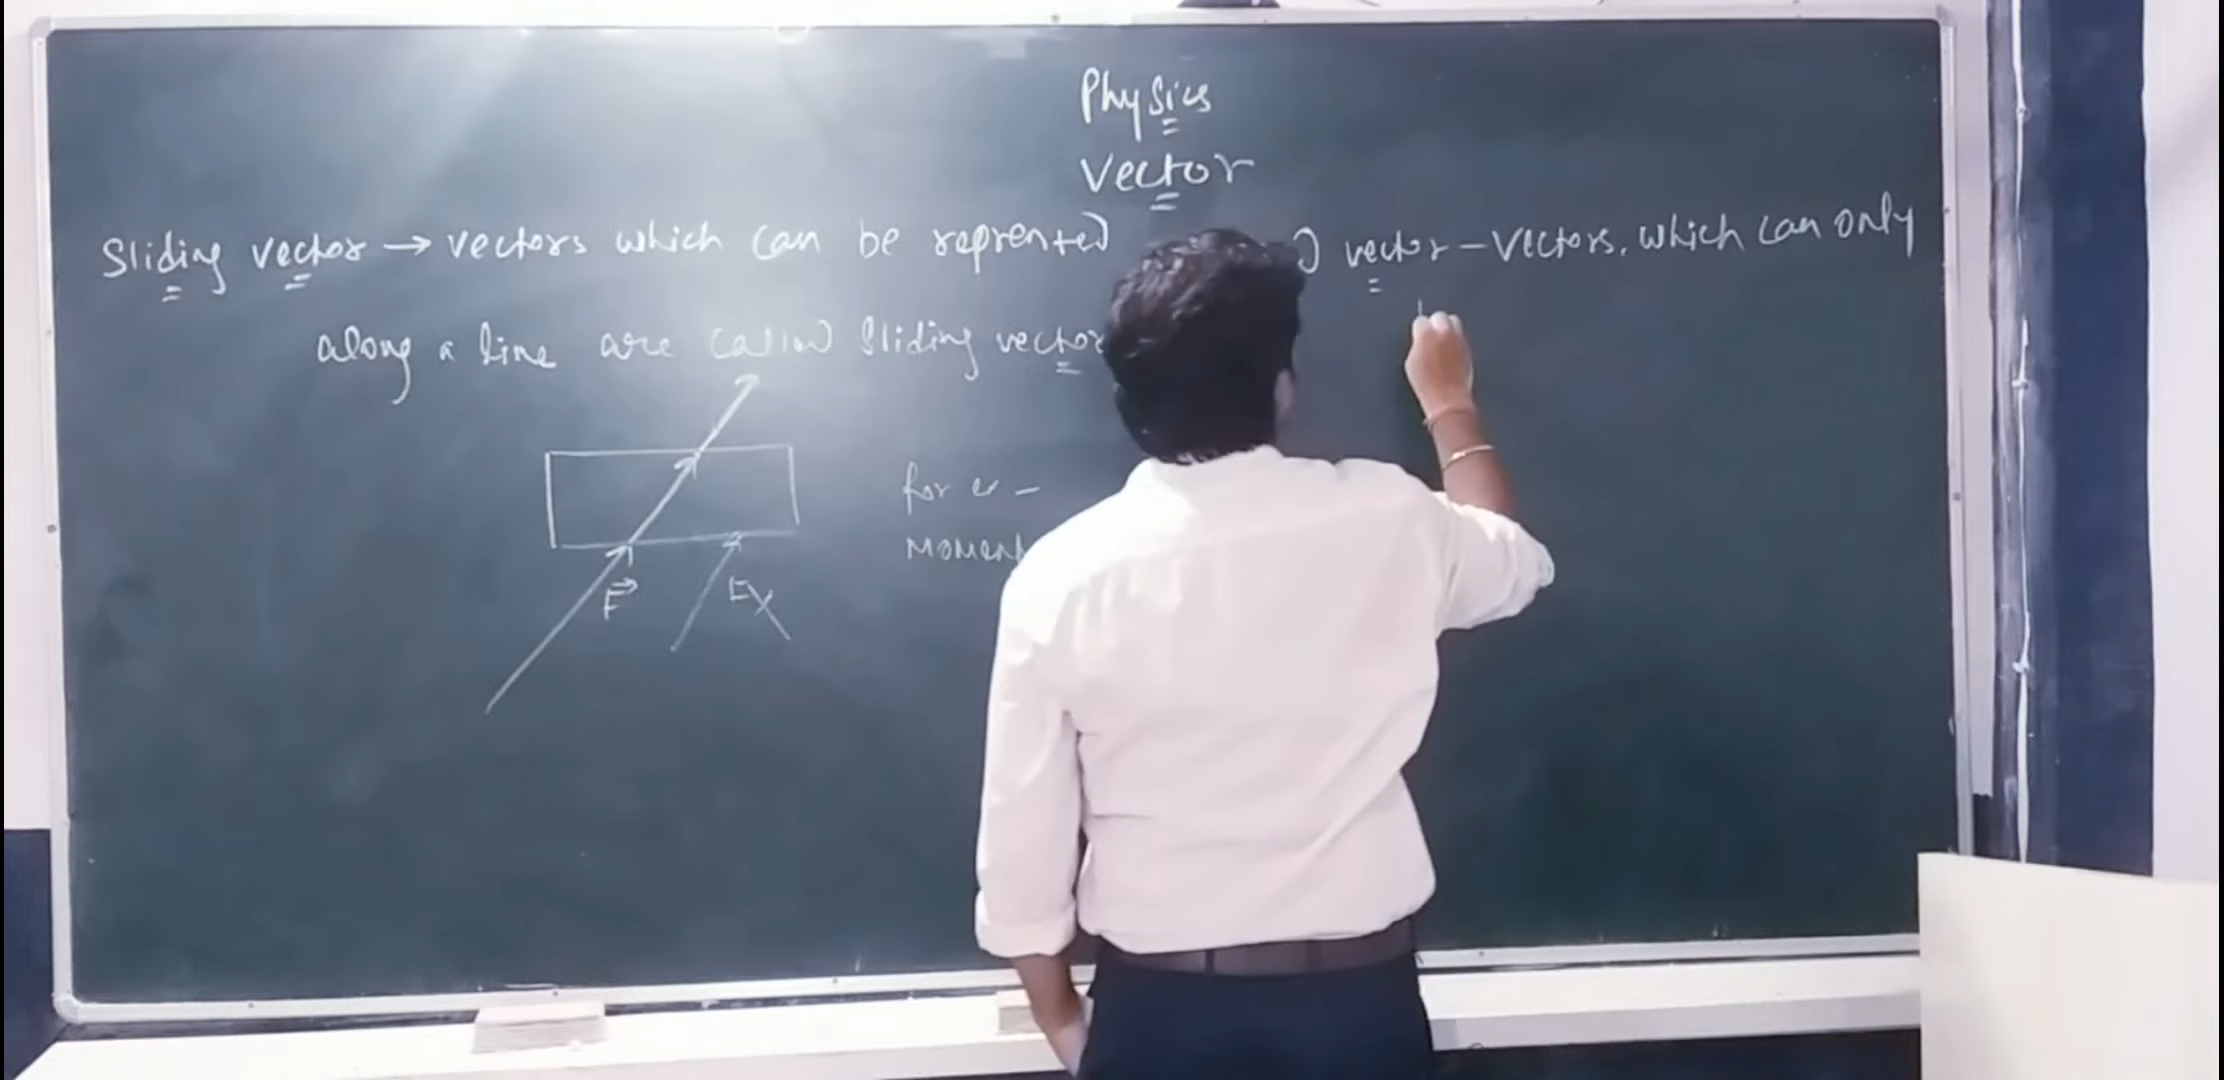 Physics
Vector
Sliding vector → vectors which can be reprented
along a line are called sliding vector
F
for ex –
Moment
vector – vectors, which can only